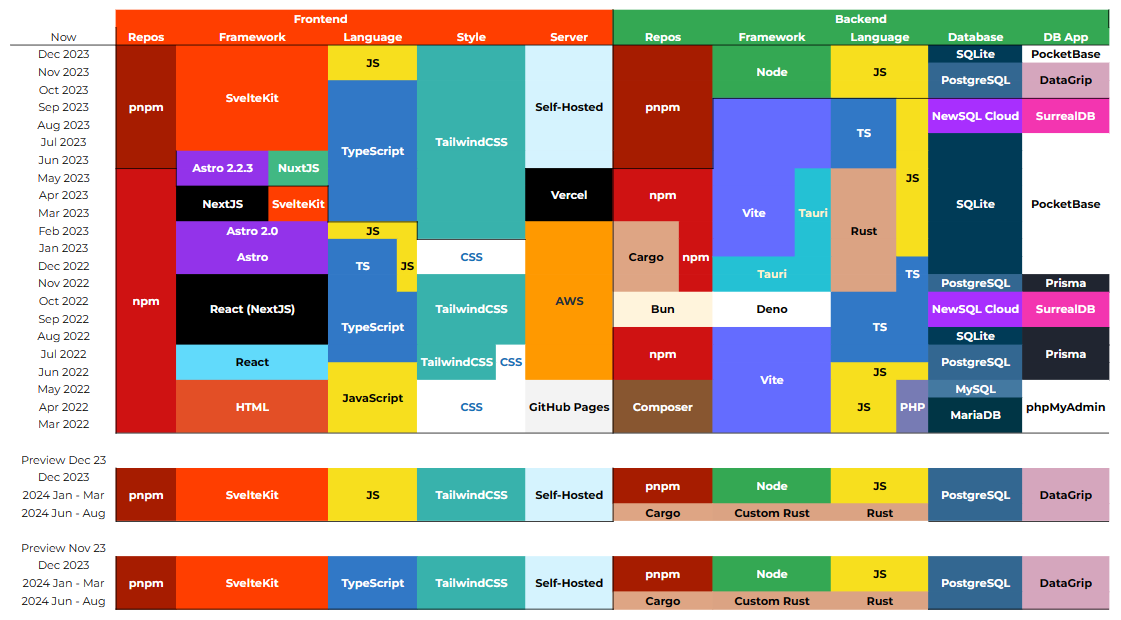 Frontend Backend
Now Repos Framework Language Style Server Repos Framework Language Database DB App
Dec 2023 SQLite PocketBase
JS
Nov 2023 Node JS PostgreSQL DataGrip
Oct 2023
SvelteKit
Sep 2023 pnpm Self-Hosted pnpm
NewSQL Cloud SurrealDB
Aug 2023
TS
Jul 2023 TailwindCSS
TypeScript
Jun 2023
Astro 2.2.3 NuxtJS
May 2023 JS
Apr 2023 Vercel npm
NextJS SvelteKit SQLite PocketBase
Mar 2023 Vite Tauri
Feb 2023 Astro 2.0 JS Rust
Jan 2023 Astro CSS Cargo npm
Dec 2022 TS JS Tauri TS
Nov 2022 PostgreSQL Prisma
npm AWS
Oct 2022 React (NextJS) TailwindCSS Bun Deno NewSQL Cloud SurrealDB
Sep 2022
TypeScript TS
Aug 2022 SQLite
Jul 2022 npm Prisma
React TailwindCSS CSS PostgreSQL
Jun 2022 JS
Vite
May 2022 MySQL
JavaScript
Apr 2022 HTML CSS GitHub Pages Composer JS PHP phpMyAdmin
MariaDB
Mar 2022
Preview Dec 23
Dec 2023
pnpm Node JS
2024 Jan - Mar pnpm SvelteKit JS TailwindCSS Self-Hosted PostgreSQL DataGrip
2024 Jun - Aug Cargo Custom Rust Rust
Preview Nov 23
Dec 2023
pnpm Node JS
2024 Jan - Mar pnpm SvelteKit TypeScript TailwindCSS Self-Hosted PostgreSQL DataGrip
2024 Jun - Aug Cargo Custom Rust Rust